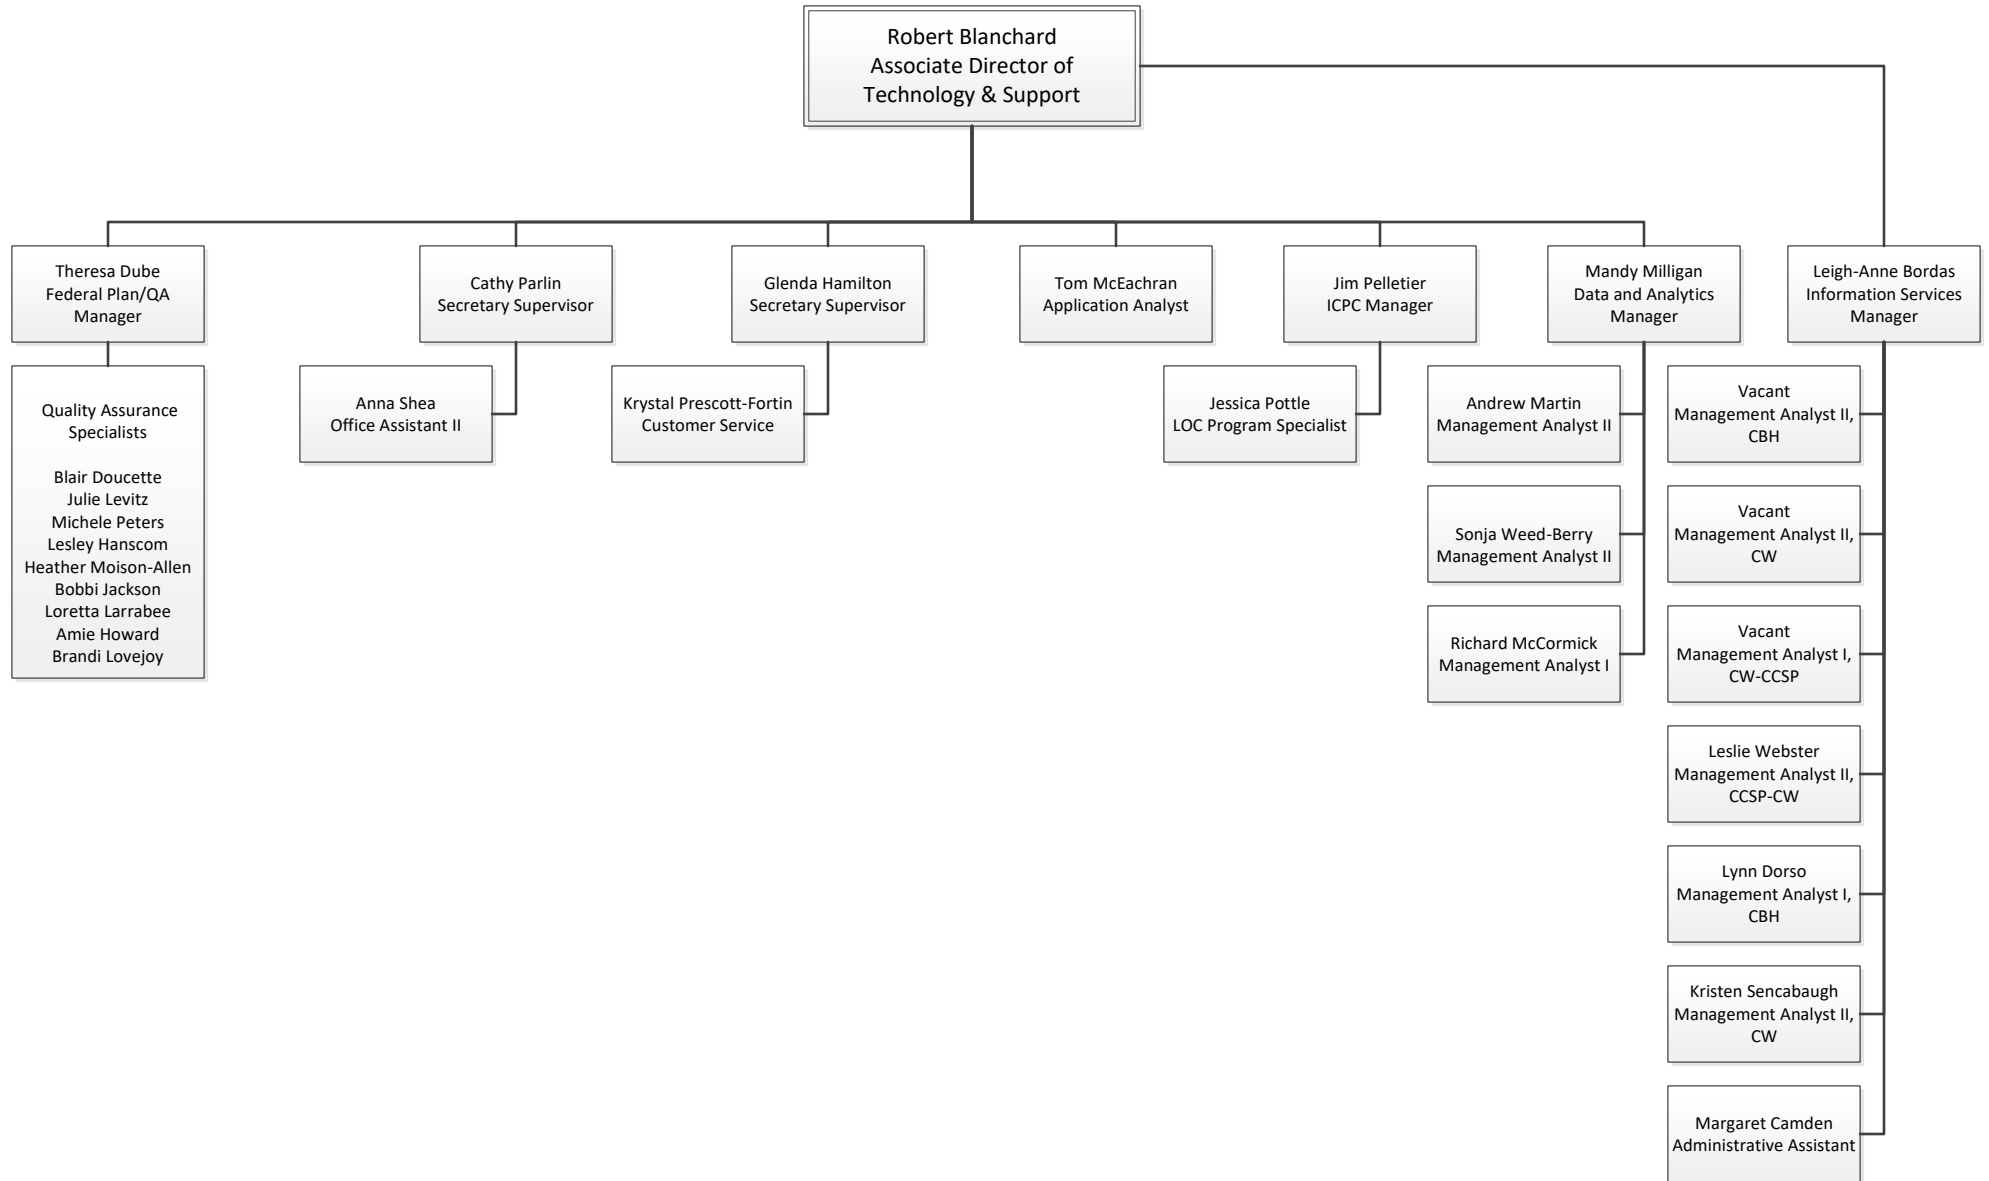 Robert Blanchard
Associate Director of
Technology & Support
Theresa Dube
Federal Plan/QA
Manager
Cathy Parlin
Secretary Supervisor
Glenda Hamilton
Secretary Supervisor
Tom McEachran
Application Analyst
Jim Pelletier
ICPC Manager
Mandy Milligan
Data and Analytics
Manager
Leigh-Anne Bordas
Information Services
Manager
Quality Assurance
Specialists
Blair Doucette
Julie Levitz
Michele Peters
Lesley Hanscom
Heather Moison-Allen
Bobbi Jackson
Loretta Larrabee
Amie Howard
Brandi Lovejoy
Anna Shea
Office Assistant II
Krystal Prescott-Fortin
Customer Service
Jessica Pottle
LOC Program Specialist
Andrew Martin
Management Analyst II
Sonja Weed-Berry
Management Analyst II
Richard McCormick
Management Analyst I
Vacant
Management Analyst II,
CBH
Vacant
Management Analyst II,
CW
Vacant
Management Analyst I,
CW-CCSP
Leslie Webster
Management Analyst II,
CCSP-CW
Lynn Dorso
Management Analyst I,
CBH
Kristen Sencabaugh
Management Analyst II,
CW
Margaret Camden
Administrative Assistant